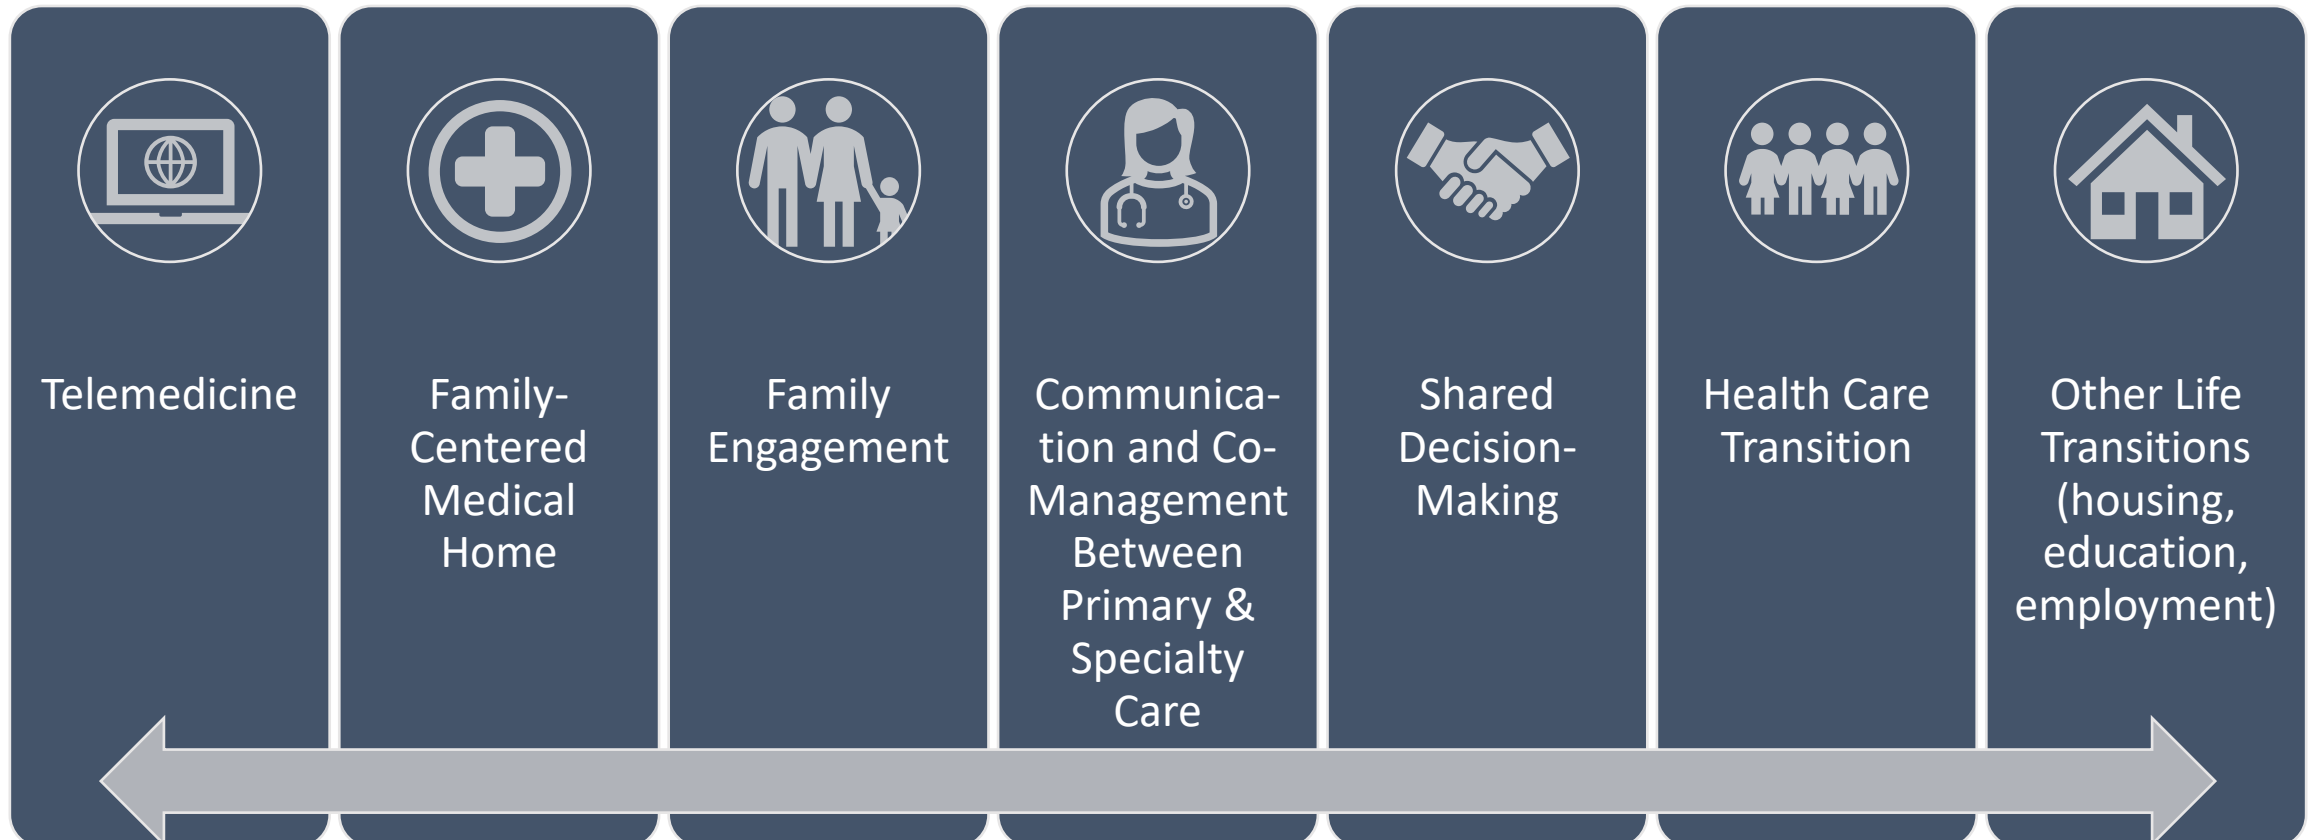 Telemedicine
Family-
Centered
Medical
Home
Family
Engagement
Communica-
tion and Co-
Management
Between
Primary &
Specialty
Care
Shared
Decision-
Making
Health Care
Transition
Other Life
Transitions
(housing,
education,
employment)